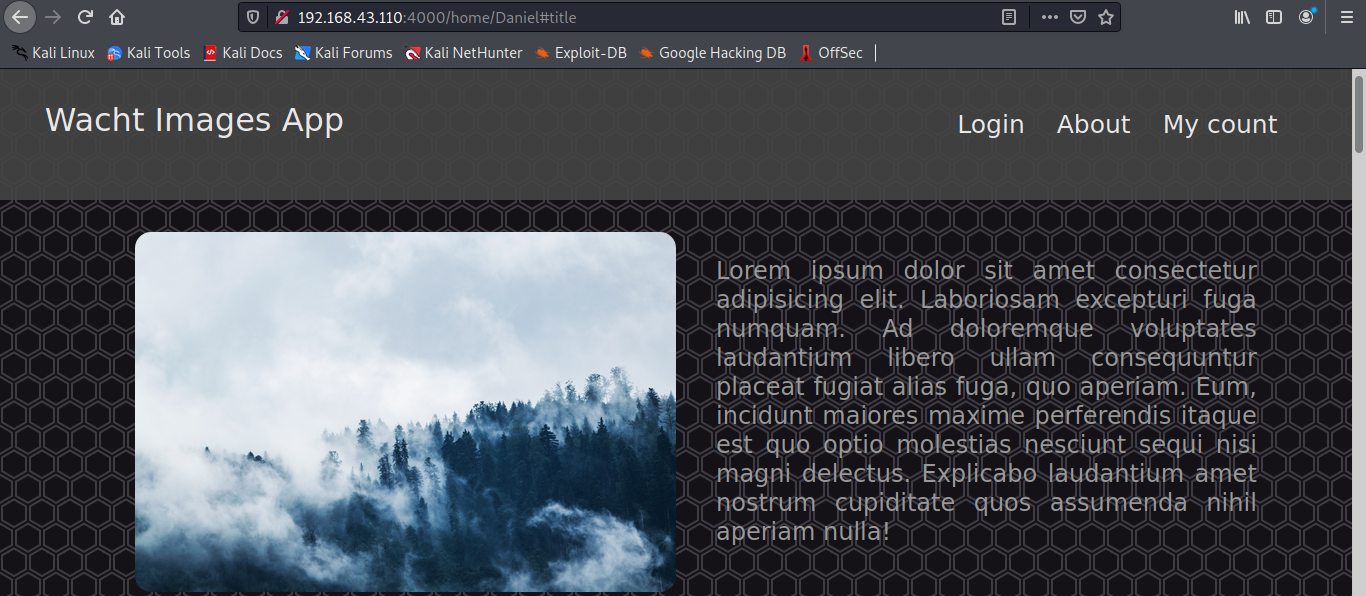 192.168.43.110:4000/home/Daniel#title
Kali Linux Kali Tools Kali Docs Kali Forums Kali NetHunter Exploit-DB Google Hacking DB OffSec
Wacht Images App
Login About My count
Lorem ipsum dolor sit amet consectetur
adipisicing elit. Laboriosam excepturi fuga
numquam. Ad doloremque voluptates
laudantium libero ullam consequuntur
placeat fugiat alias fuga, quo aperiam. Eum,
incidunt maiores maxime perferendis itaque
est quo optio molestias nesciunt sequi nisi
magni delectus. Explicabo laudantium amet
nostrum cupiditate quos assumenda nihil
aperiam nulla!